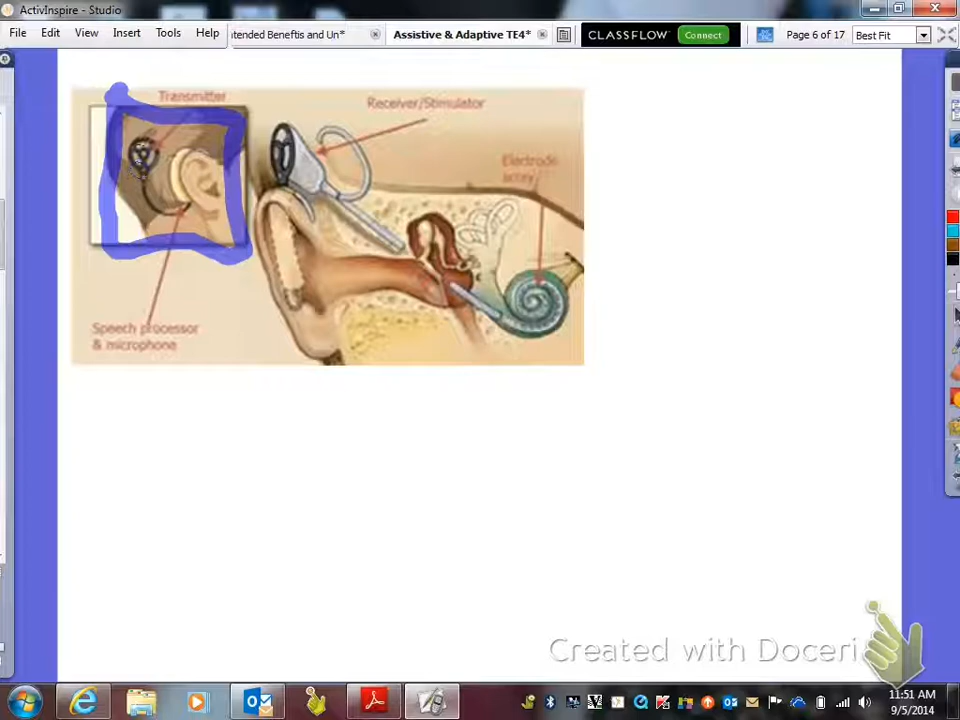 ActivInspire - Studio
File Edit View Insert Tools Help
ntended Benefitis and Un*
Assistive & Adaptive TE4*
CLASSFLOW Connect
Page 6 of 17
Best Fit
Transmitter
Receiver/Stimulator
Electrode
array
Speech processor
& microphone
Created with Doceri
11:51 AM
9/5/2014